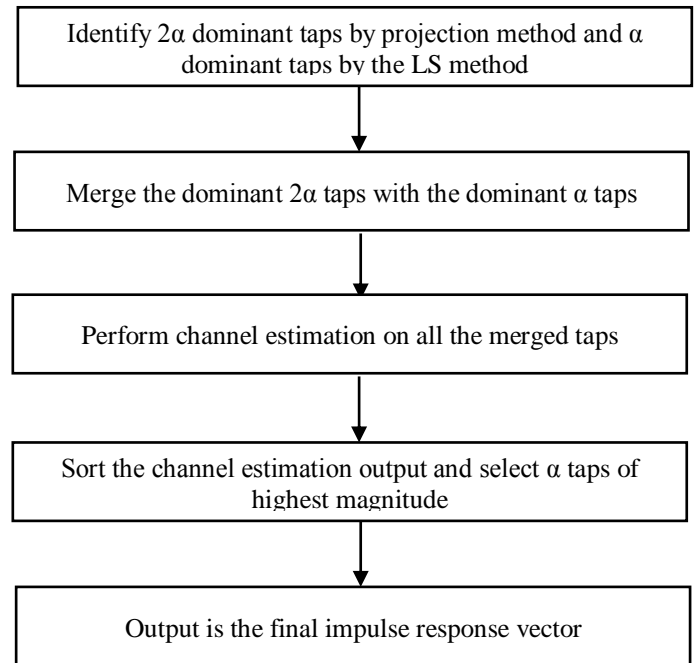 Identify 2α dominant taps by projection method and α
dominant taps by the LS method
Merge the dominant 2α taps with the dominant α taps
Perform channel estimation on all the merged taps
Sort the channel estimation output and select α taps of
highest magnitude
Output is the final impulse response vector